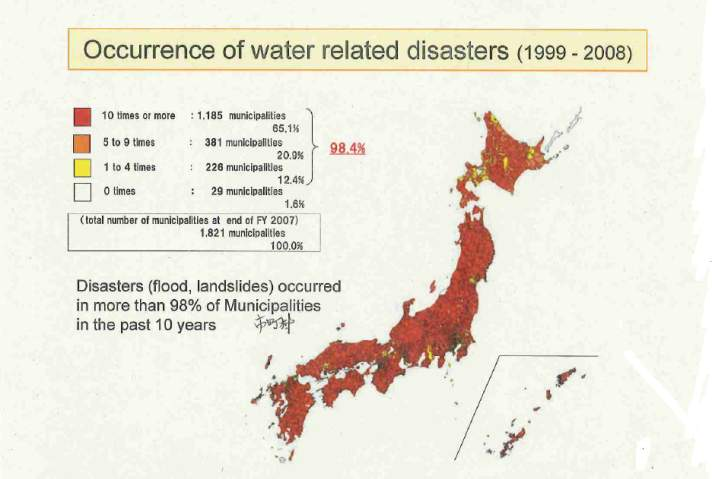 Occurrence of water related disasters (1999 - 2008)
10 times or more : 1.185 municipalities
65.1%
5 to 9 times : 381 municipalities
20.9%
1 to 4 times : 226 municipalities
12.4%
98.4%
0 times : 29 municipalities
1.6%
(total number of municipalities at end of FY 2007)
1.821 municipalities
100.0%
Disasters (flood, landslides) occurred
in more than 98% of Municipalities
in the past 10 years